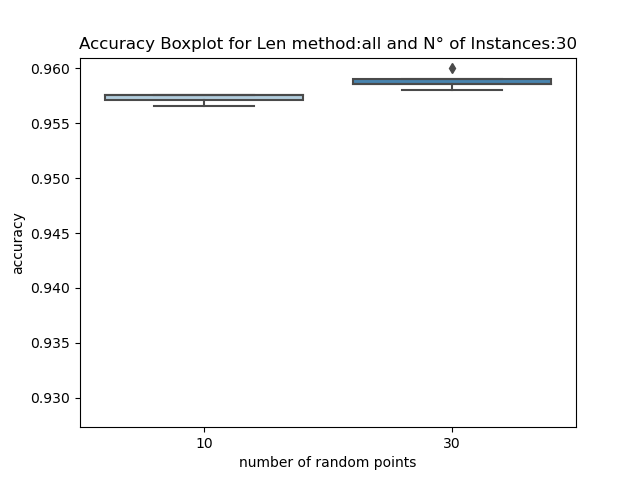 Accuracy Boxplot for Len method:all and N° of Instances:30
0.960
0.955
0.950
0.945
0.940
0.935
0.930
accuracy
10 30
number of random points